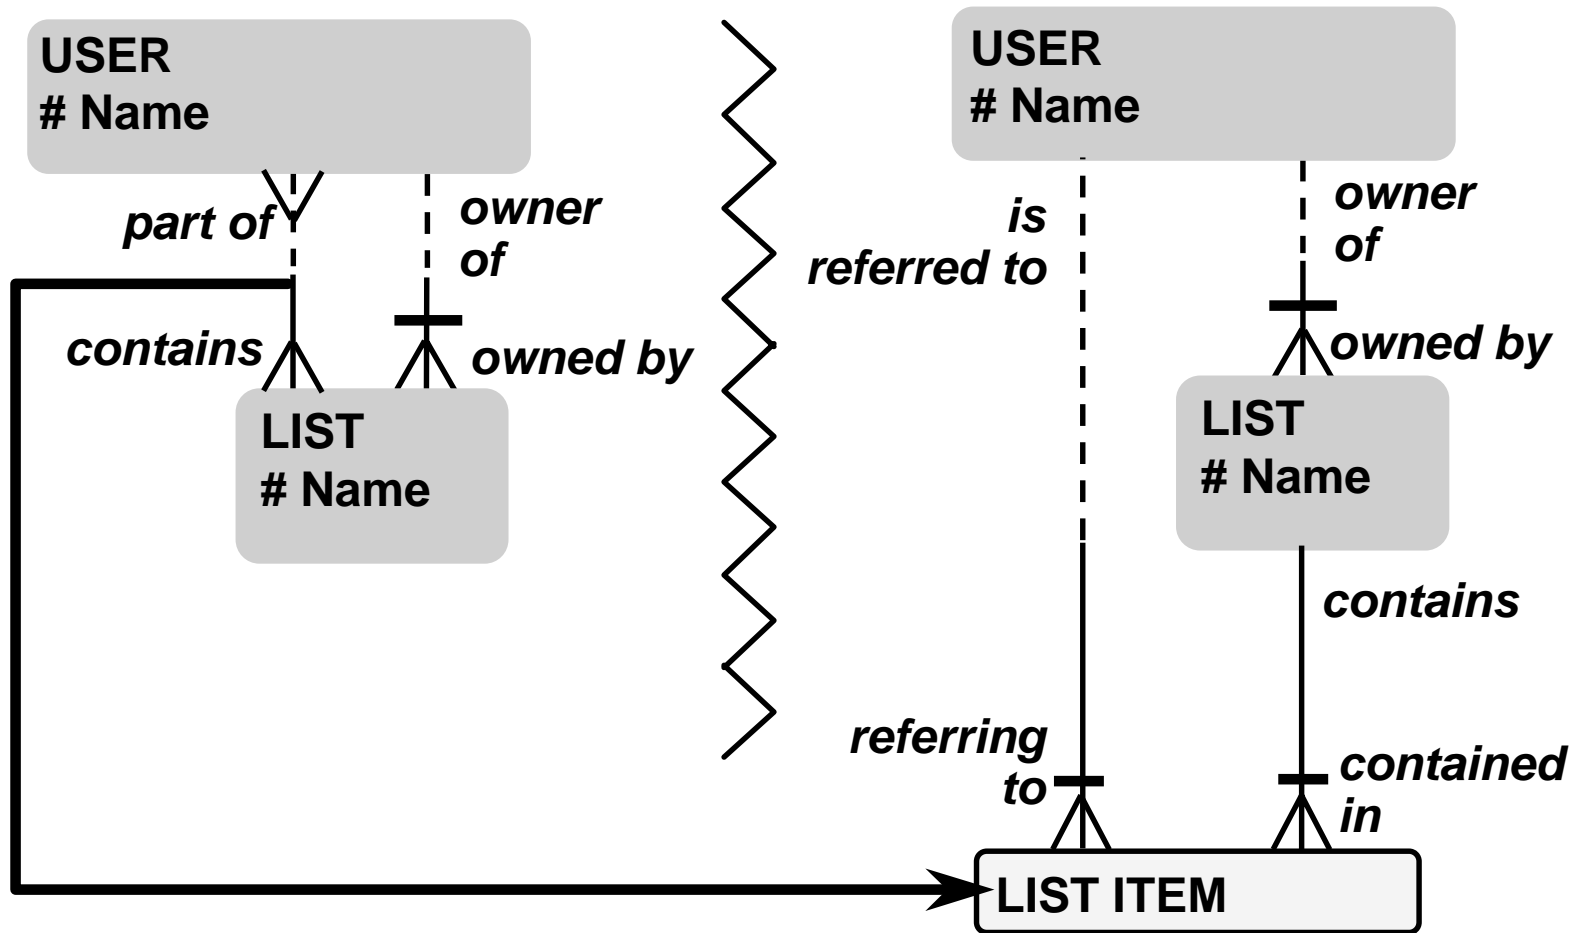 USER
# Name
part of
owner
of
contains
owned by
LIST
# Name
USER
# Name
is
referred to
owner
of
owned by
LIST
# Name
contains
referring
to
contained
in
LIST ITEM